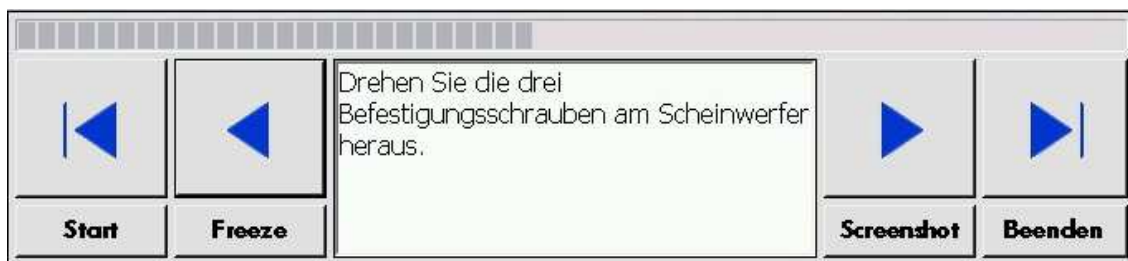 Drehen Sie die drei
Befestigungsschrauben am Scheinwerfer
heraus.
Start
Freeze
Screenshot
Beenden